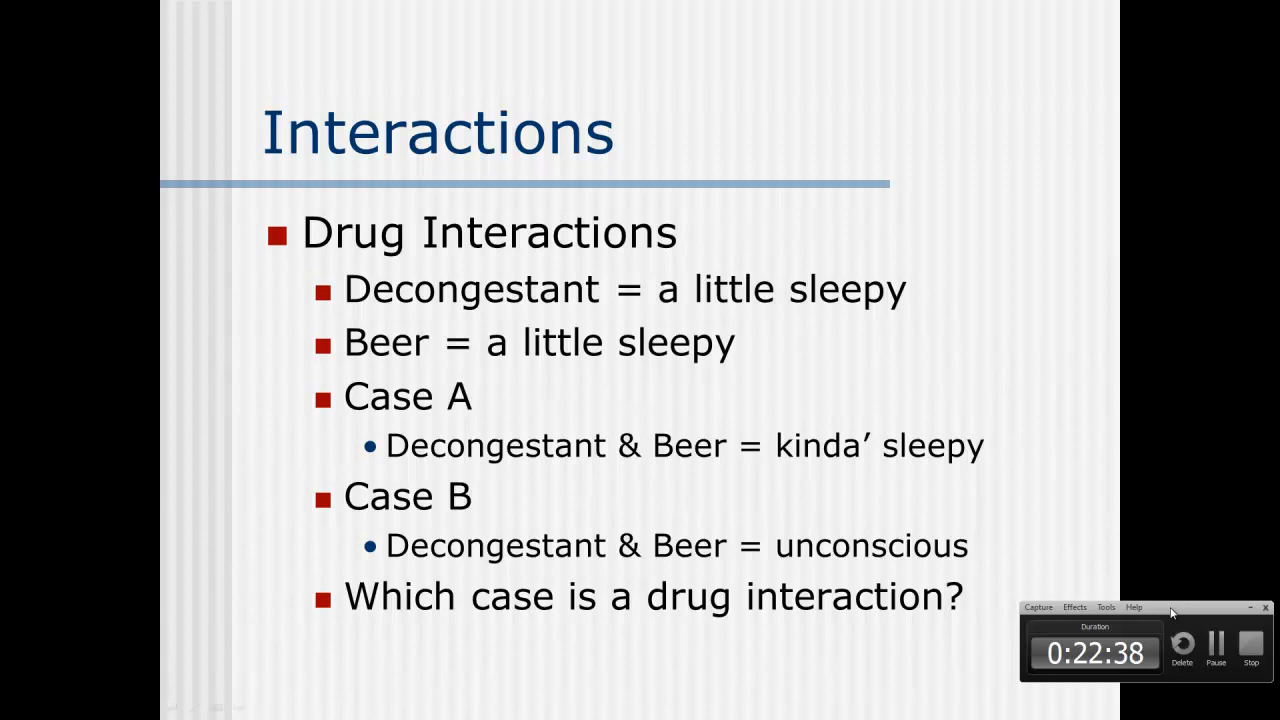 Interactions
Drug Interactions
Decongestant = a little sleepy
Beer = a little sleepy
Case A
Decongestant & Beer = kinda’ sleepy
Case B
Decongestant & Beer = unconscious
Which case is a drug interaction?
Capture Effects Tools Help
Duration
0:22:38
Delete Pause Stop